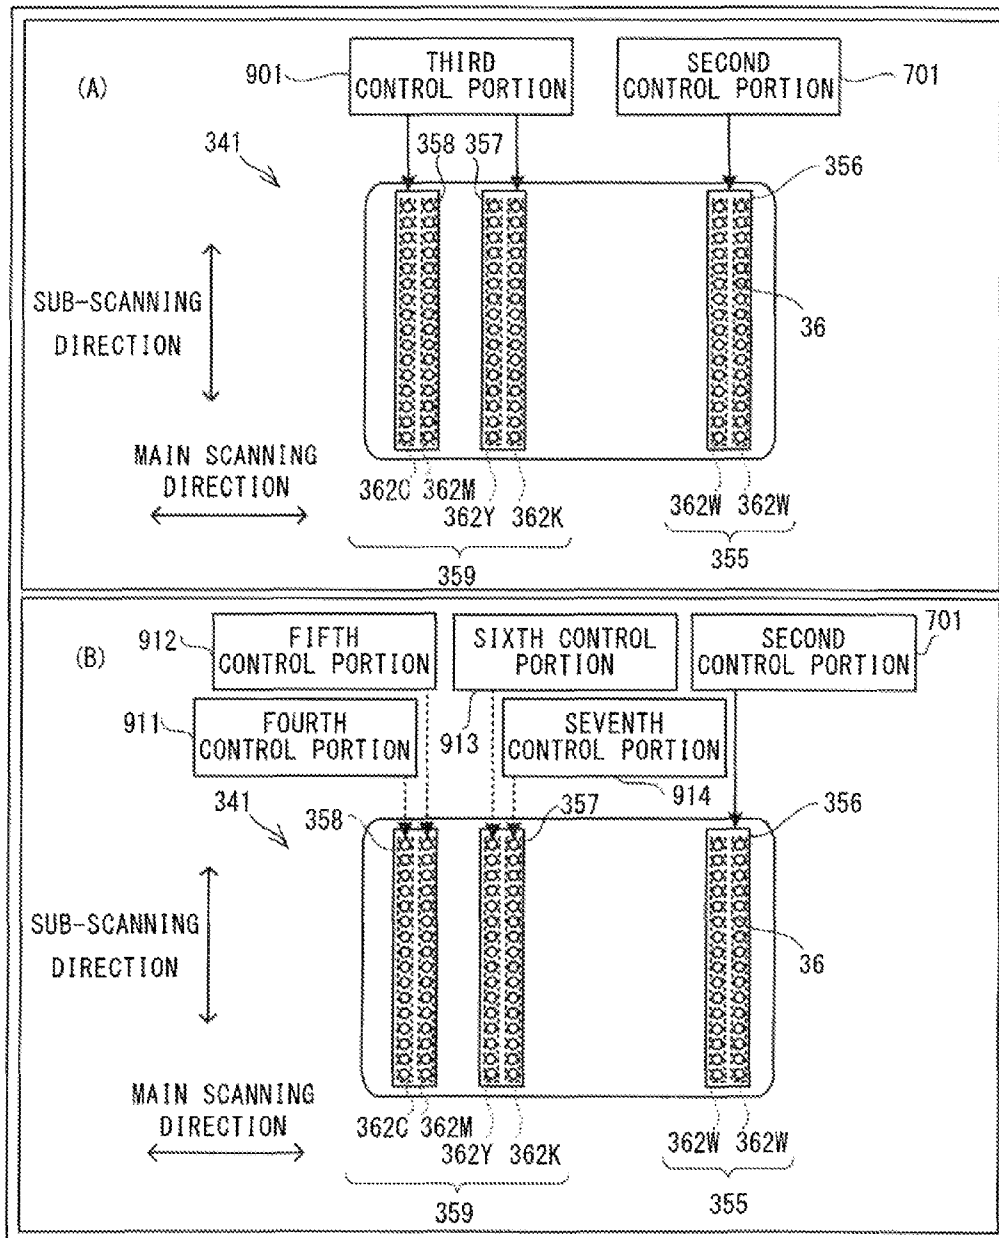 (A)
901
THIRD
CONTROL PORTION
SECOND
CONTROL PORTION
701
341
358
357
356
SUB-SCANNING
DIRECTION
36
MAIN SCANNING
DIRECTION
362C
362M
362Y
362K
362W
362W
359
355
(B)
912
FIFTH
CONTROL PORTION
SIXTH CONTROL
PORTION
SECOND
CONTROL PORTION
701
911
FOURTH
CONTROL PORTION
913
SEVENTH
CONTROL PORTION
914
341
358
357
356
SUB-SCANNING
DIRECTION
36
MAIN SCANNING
DIRECTION
362C
362M
362Y
362K
362W
362W
359
355